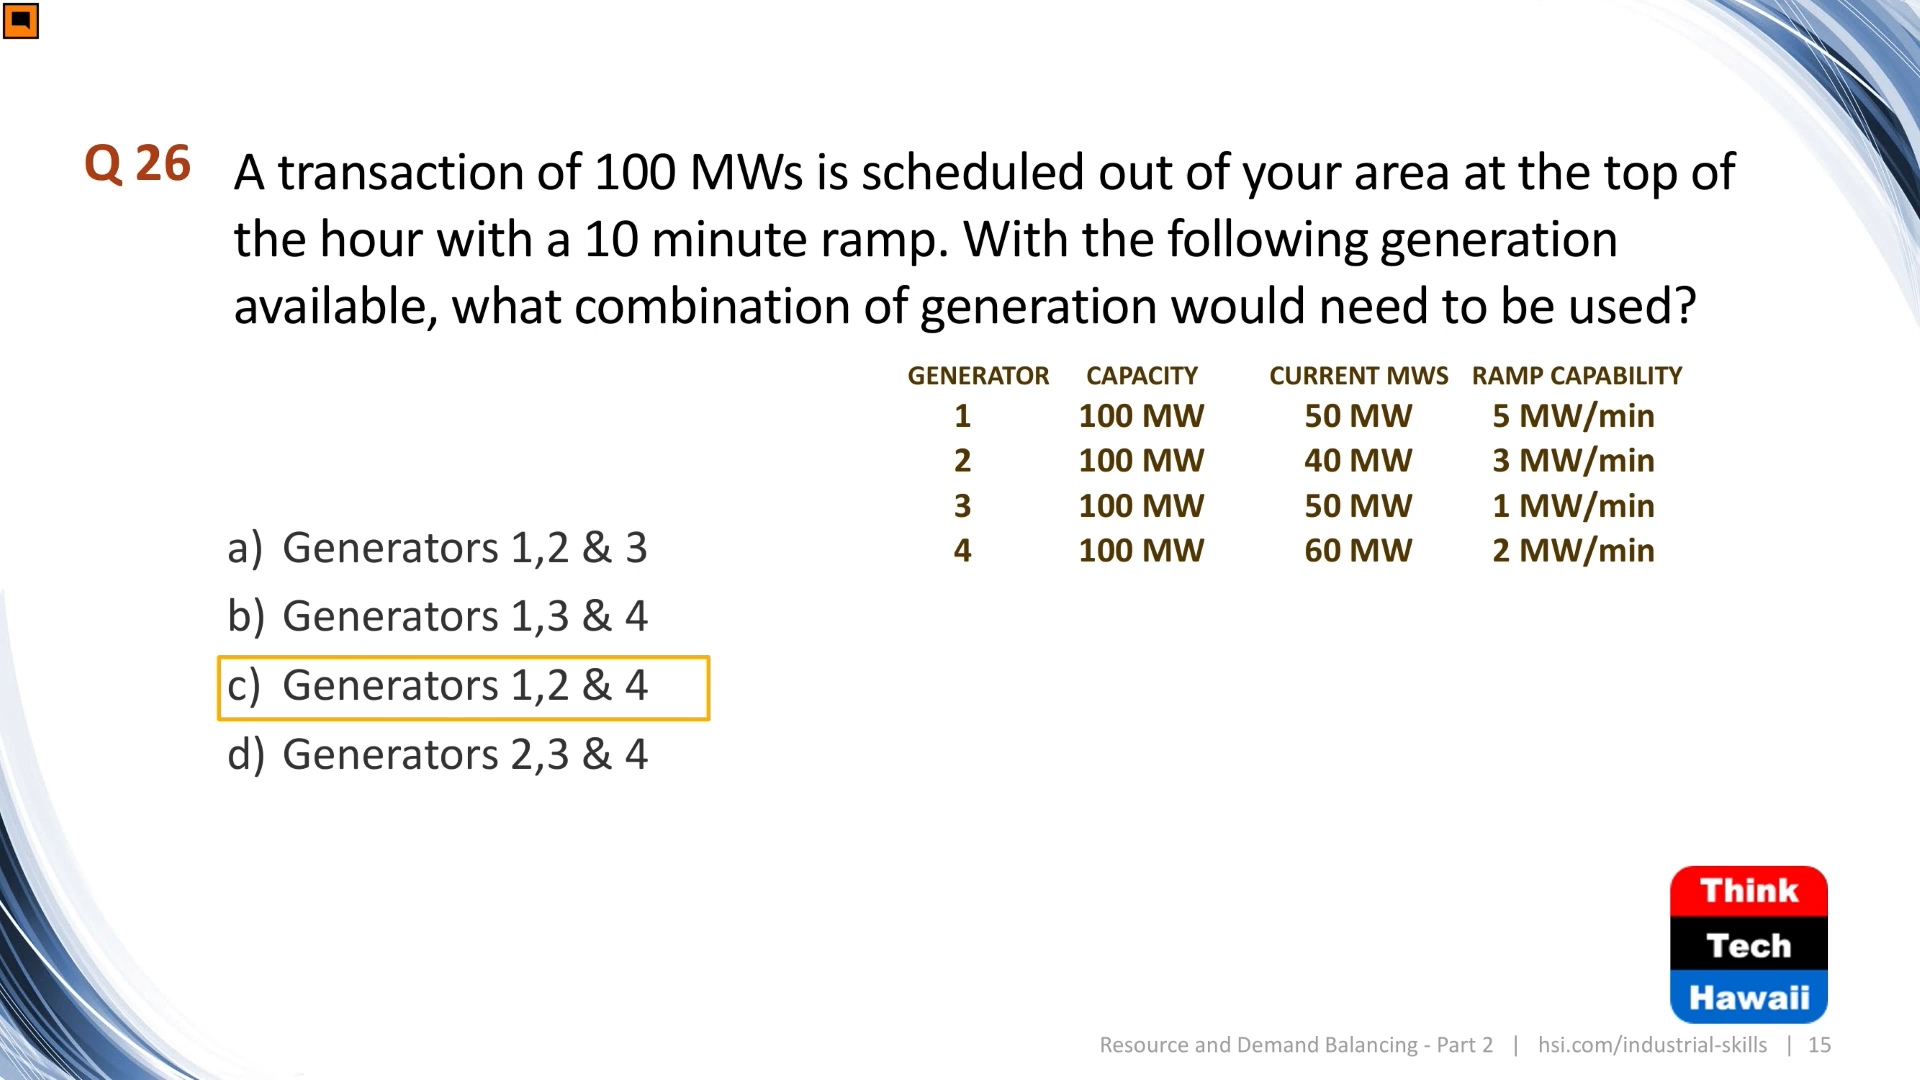 Q 26 A transaction of 100 MWs is scheduled out of your area at the top of
the hour with a 10 minute ramp. With the following generation
available, what combination of generation would need to be used?
GENERATOR CAPACITY CURRENT MWS RAMP CAPABILITY
1 100 MW 50 MW 5 MW/min
2 100 MW 40 MW 3 MW/min
3 100 MW 50 MW 1 MW/min
4 100 MW 60 MW 2 MW/min
a) Generators 1,2 & 3
b) Generators 1,3 & 4
c) Generators 1,2 & 4
d) Generators 2,3 & 4
Think
Tech
Hawaii
Resource and Demand Balancing - Part 2 | hsi.com/industrial-skills | 15